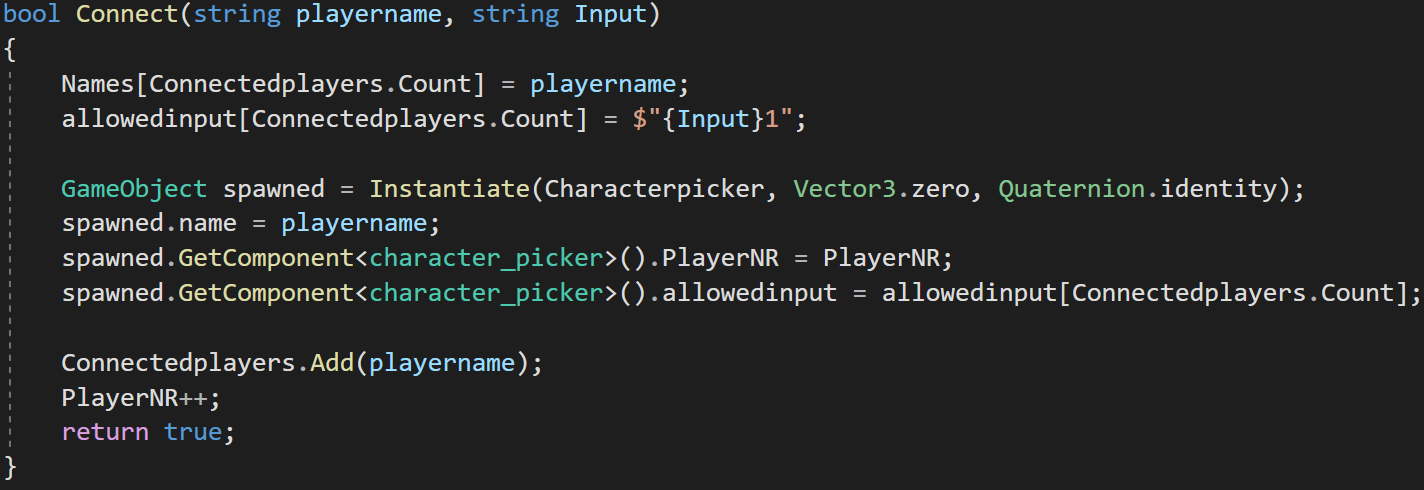 bool Connect(string playername, string Input)
{
Names[Connectedplayers.Count] = playername;
allowedinput[Connectedplayers.Count] = $"{Input}1";
GameObject spawned = Instantiate(Characterpicker, Vector3.zero, Quaternion.identity);
spawned.name = playername;
spawned.GetComponent<character_picker>().PlayerNR = PlayerNR;
spawned.GetComponent<character_picker>().allowedinput = allowedinput[Connectedplayers.Count];
Connectedplayers.Add(playername);
PlayerNR++;
return true;
}